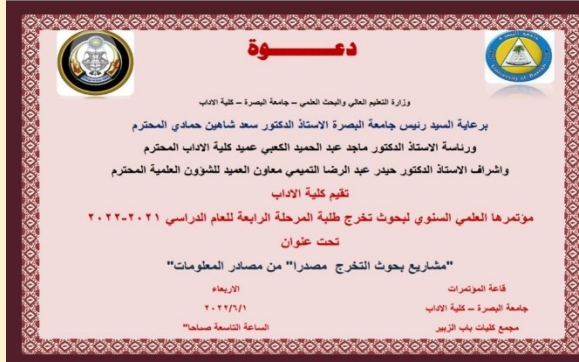 دعـــــــوة
وزارة التعليم العالي والبحث العلمي – جامعة البصرة – كلية الاداب
برعاية السيد رئيس جامعة البصرة الاستاذ الدكتور سعد شاهين حمادي المحترم
ورئاسة الاستاذ الدكتور ماجد عبد الحميد الكعبي عميد كلية الاداب المحترم
واشراف الاستاذ الدكتور حيدر عبد الرضا التميمي معاون العميد للشؤون العلمية المحترم
تقيم كلية الاداب
مؤتمرها العلمي السنوي لبحوث تخرج طلبة المرحلة الرابعة للعام الدراسي ٢٠٢١-٢٠٢٢
تحت عنوان
"مشاريع بحوث التخرج مصدرا" من مصادر المعلومات"
قاعة المؤتمرات
الاربعاء
جامعة البصرة – كلية الاداب
٢٠٢٢/٦/١
مجمع كليات باب الزبير
الساعة التاسعة صباحا"